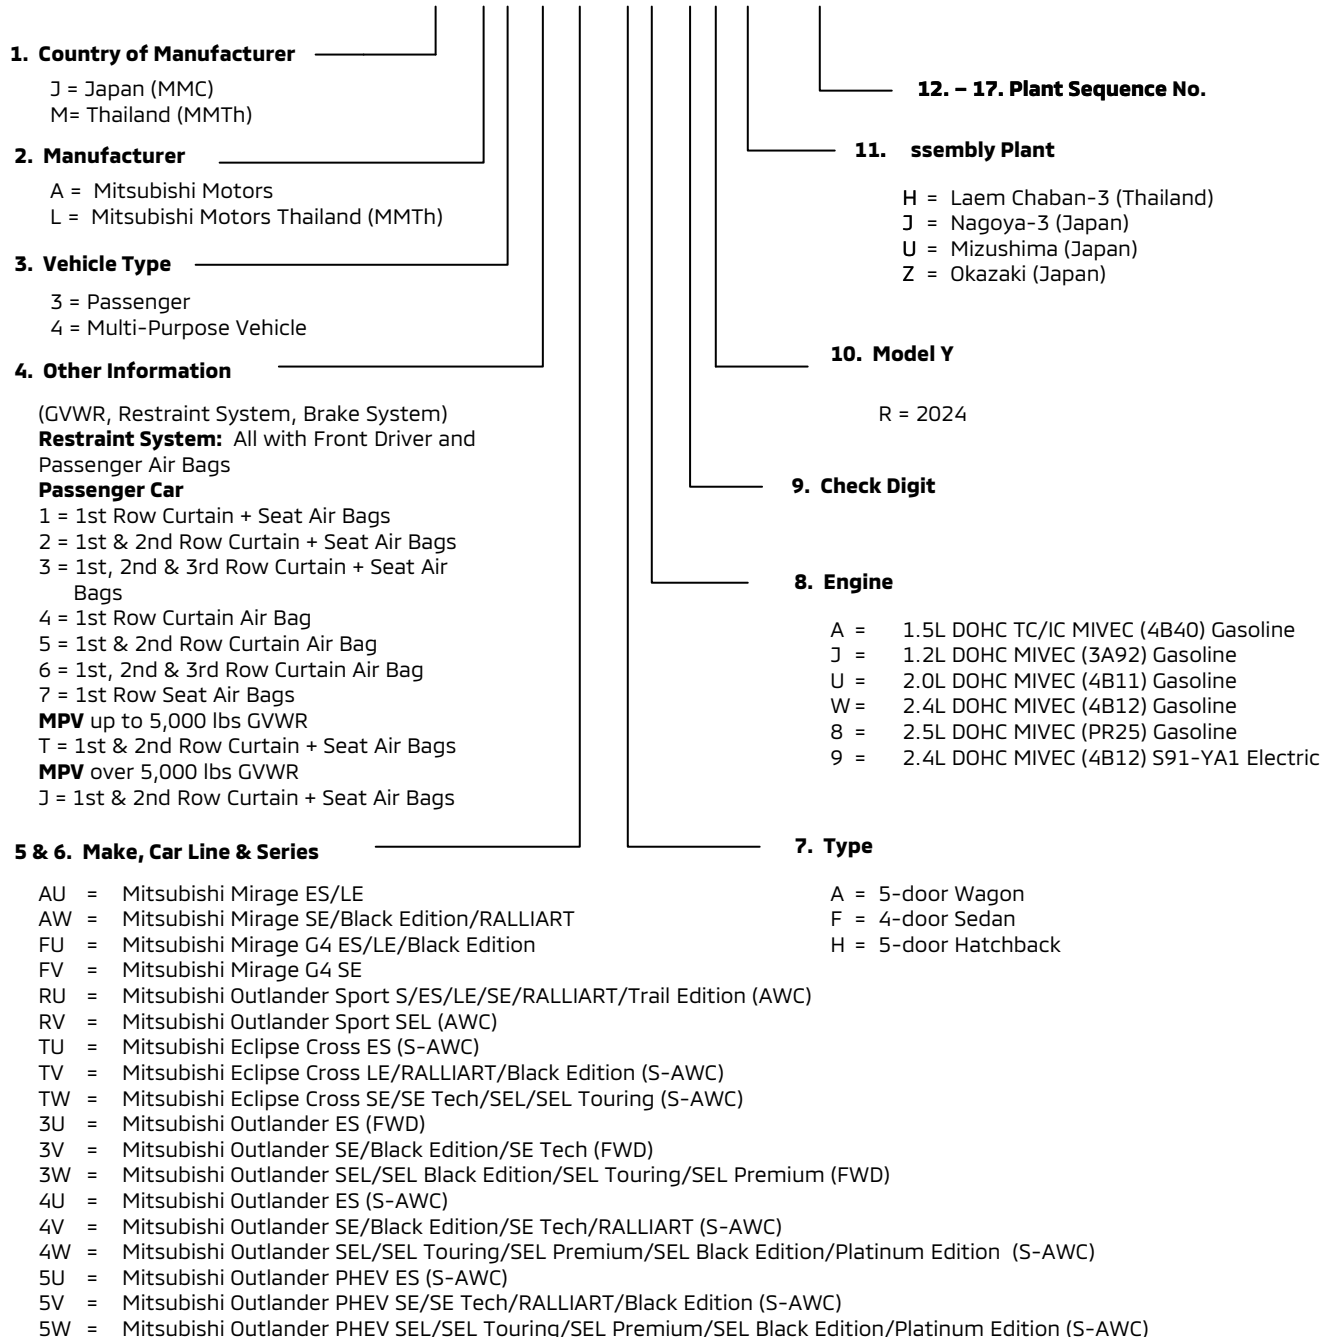 1. Country of Manufacturer
J = Japan (MMC)
M= Thailand (MMTh)
2. Manufacturer
A = Mitsubishi Motors
L = Mitsubishi Motors Thailand (MMTh)
3. Vehicle Type
3 = Passenger
4 = Multi-Purpose Vehicle
4. Other Information
(GVWR, Restraint System, Brake System)
Restraint System: All with Front Driver and
Passenger Air Bags
Passenger Car
1 = 1st Row Curtain + Seat Air Bags
2 = 1st & 2nd Row Curtain + Seat Air Bags
3 = 1st, 2nd & 3rd Row Curtain + Seat Air
Bags
4 = 1st Row Curtain Air Bag
5 = 1st & 2nd Row Curtain Air Bag
6 = 1st, 2nd & 3rd Row Curtain Air Bag
7 = 1st Row Seat Air Bags
MPV up to 5,000 lbs GVWR
T = 1st & 2nd Row Curtain + Seat Air Bags
MPV over 5,000 lbs GVWR
J = 1st & 2nd Row Curtain + Seat Air Bags
12. – 17. Plant Sequence No.
11. ssembly Plant
H = Laem Chaban-3 (Thailand)
J = Nagoya-3 (Japan)
U = Mizushima (Japan)
Z = Okazaki (Japan)
10. Model Y
R = 2024
9. Check Digit
8. Engine
A = 1.5L DOHC TC/IC MIVEC (4B40) Gasoline
J = 1.2L DOHC MIVEC (3A92) Gasoline
U = 2.0L DOHC MIVEC (4B11) Gasoline
W = 2.4L DOHC MIVEC (4B12) Gasoline
8 = 2.5L DOHC MIVEC (PR25) Gasoline
9 = 2.4L DOHC MIVEC (4B12) S91-YA1 Electric
7. Type
A = 5-door Wagon
F = 4-door Sedan
H = 5-door Hatchback
5 & 6. Make, Car Line & Series
AU = Mitsubishi Mirage ES/LE
AW = Mitsubishi Mirage SE/Black Edition/RALLIART
FU = Mitsubishi Mirage G4 ES/LE/Black Edition
FV = Mitsubishi Mirage G4 SE
RU = Mitsubishi Outlander Sport S/ES/LE/SE/RALLIART/Trail Edition (AWC)
RV = Mitsubishi Outlander Sport SEL (AWC)
TU = Mitsubishi Eclipse Cross ES (S-AWC)
TV = Mitsubishi Eclipse Cross LE/RALLIART/Black Edition (S-AWC)
TW = Mitsubishi Eclipse Cross SE/SE Tech/SEL/SEL Touring (S-AWC)
3U = Mitsubishi Outlander ES (FWD)
3V = Mitsubishi Outlander SE/Black Edition/SE Tech (FWD)
3W = Mitsubishi Outlander SEL/SEL Black Edition/SEL Touring/SEL Premium (FWD)
4U = Mitsubishi Outlander ES (S-AWC)
4V = Mitsubishi Outlander SE/Black Edition/SE Tech/RALLIART (S-AWC)
4W = Mitsubishi Outlander SEL/SEL Touring/SEL Premium/SEL Black Edition/Platinum Edition (S-AWC)
5U = Mitsubishi Outlander PHEV ES (S-AWC)
5V = Mitsubishi Outlander PHEV SE/SE Tech/RALLIART/Black Edition (S-AWC)
5W = Mitsubishi Outlander PHEV SEL/SEL Touring/SEL Premium/SEL Black Edition/Platinum Edition (S-AWC)